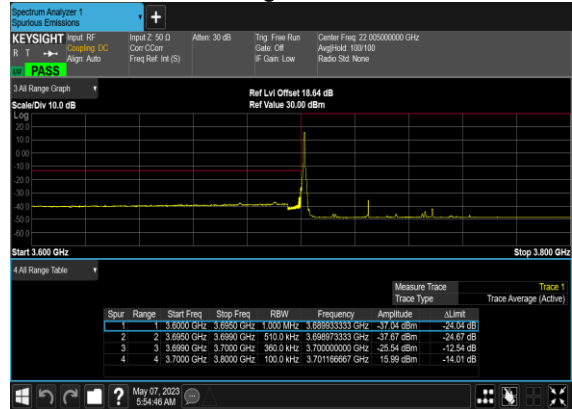 Spectrum Analyzer 1
Spurious Emissions
KEYSIGHT Input: RF Input Z: 50 Ω Atten: 30 dB Trig: Free Run Center Freq: 22.005000000 GHz
R T Coupling: DC Corr CCorr Gate: Off Avg|Hold: 100/100
Align: Auto Freq Ref: Int (S) IF Gain: Low Radio Std: None
PASS
3 All Range Graph
Ref Lvl Offset 18.64 dB
Scale/Div 10.0 dB Ref Value 30.00 dBm
Log
20.0
10.0
0.00
-10.0
-20.0
-30.0
-40.0
-50.0
-60.0
Start 3.600 GHz Stop 3.800 GHz
4 All Range Table
Measure Trace Trace 1
Trace Type Trace Average (Active)
Spur Range Start Freq Stop Freq RBW Frequency Amplitude ΔLimit
1 1 3.6000 GHz 3.6950 GHz 1.000 MHz 3.689933333 GHz -37.04 dBm -24.04 dB
2 2 3.6950 GHz 3.6990 GHz 510.0 kHz 3.698973333 GHz -37.67 dBm -24.67 dB
3 3 3.6990 GHz 3.7000 GHz 360.0 kHz 3.700000000 GHz -25.54 dBm -12.54 dB
4 4 3.7000 GHz 3.8000 GHz 100.0 kHz 3.701166667 GHz 15.99 dBm -14.01 dB
? May 07, 2023
5:54:46 AM